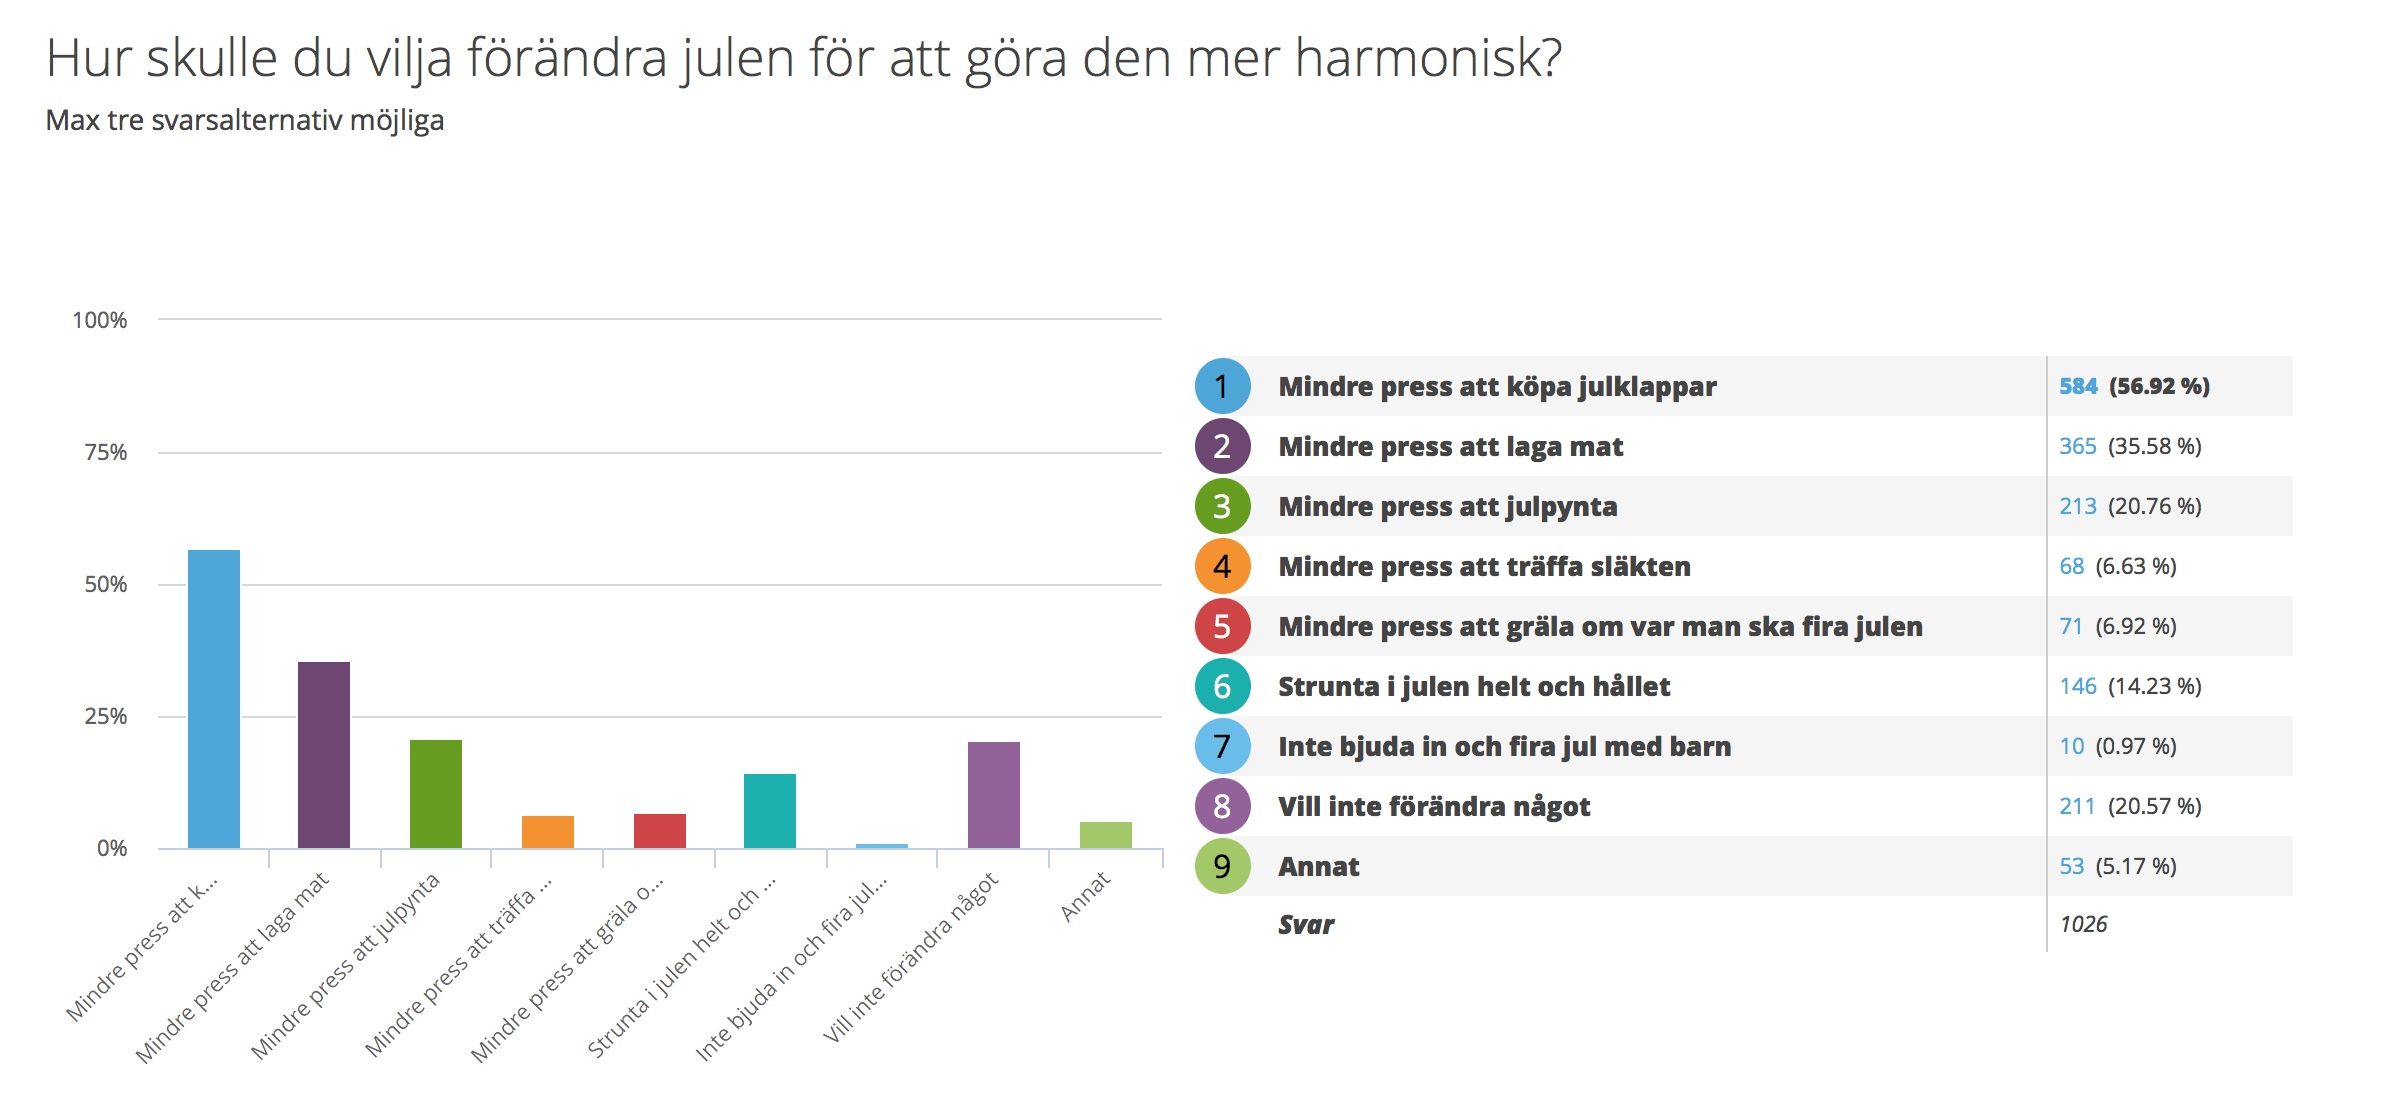 Hur skulle du vilja förändra julen för att göra den mer harmonisk?
Max tre svarsalternativ möjliga
100%
75%
50%
25%
0%
Mindre press att k...
Mindre press att laga mat
Mindre press att julpynta
Mindre press att träffa ...
Mindre press att gräla o...
Strunta i julen helt och ...
Inte bjuda in och fira jul...
Vill inte förändra något
Annat
1 Mindre press att köpa julklappar 584 (56.92 %)
2 Mindre press att laga mat 365 (35.58 %)
3 Mindre press att julpynta 213 (20.76 %)
4 Mindre press att träffa släkten 68 (6.63 %)
5 Mindre press att gräla om var man ska fira julen 71 (6.92 %)
6 Strunta i julen helt och hållet 146 (14.23 %)
7 Inte bjuda in och fira jul med barn 10 (0.97 %)
8 Vill inte förändra något 211 (20.57 %)
9 Annat 53 (5.17 %)
Svar 1026